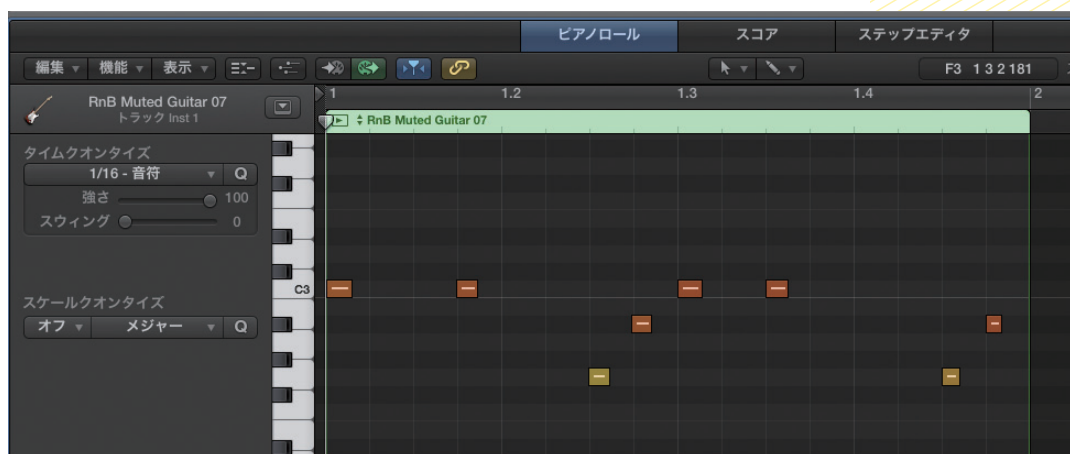 ピアノロール スコア ステップエディタ
編集 機能 表示 F3 1 3 2 181
1 1.2 1.3 1.4 2
RnB Muted Guitar 07
トラック Inst 1
RnB Muted Guitar 07
タイムクオンタイズ
1/16 - 音符 Q
強さ 100
スウィング 0
C3
スケールクオンタイズ
オフ メジャー Q